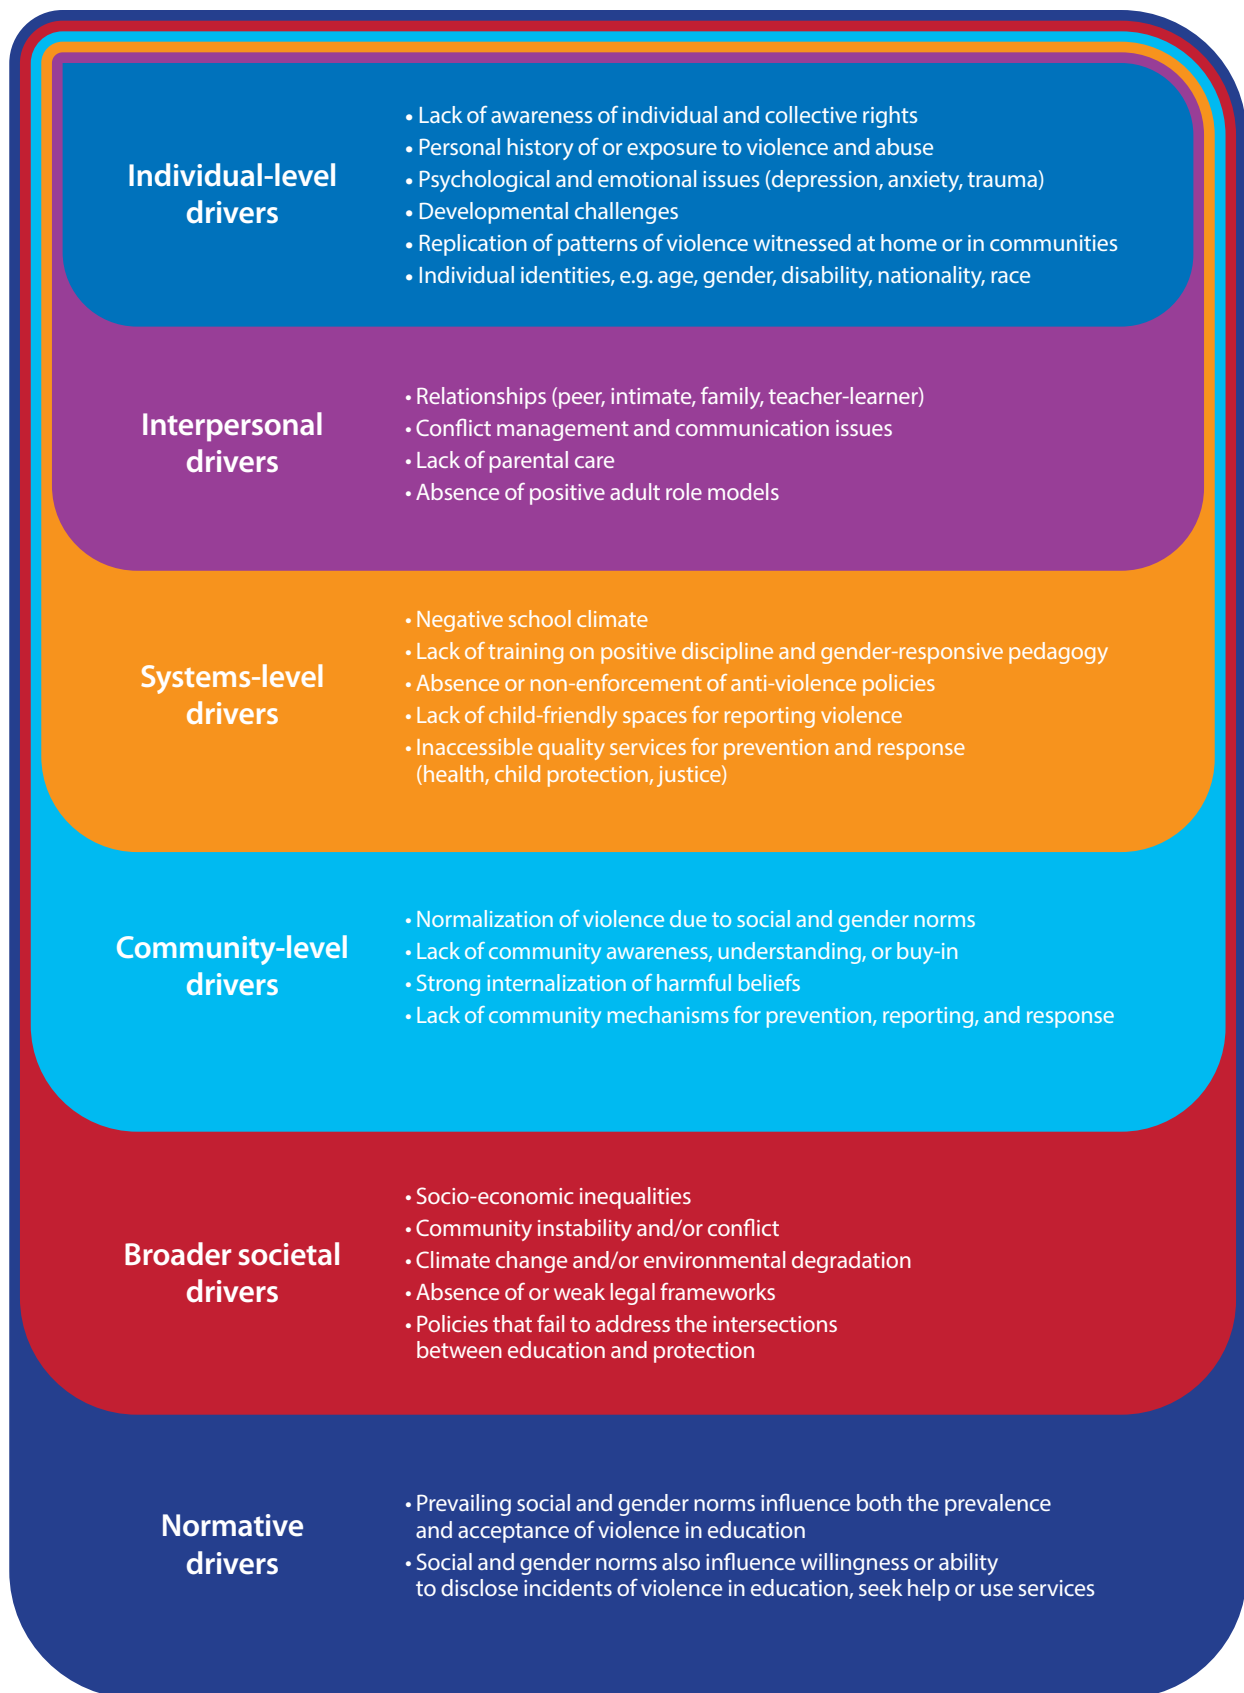 Individual-level
drivers
• Lack of awareness of individual and collective rights
• Personal history of or exposure to violence and abuse
• Psychological and emotional issues (depression, anxiety, trauma)
• Developmental challenges
• Replication of patterns of violence witnessed at home or in communities
• Individual identities, e.g. age, gender, disability, nationality, race
Interpersonal
drivers
• Relationships (peer, intimate, family, teacher-learner)
• Conflict management and communication issues
• Lack of parental care
• Absence of positive adult role models
Systems-level
drivers
• Negative school climate
• Lack of training on positive discipline and gender-responsive pedagogy
• Absence or non-enforcement of anti-violence policies
• Lack of child-friendly spaces for reporting violence
• Inaccessible quality services for prevention and response
(health, child protection, justice)
Community-level
drivers
• Normalization of violence due to social and gender norms
• Lack of community awareness, understanding, or buy-in
• Strong internalization of harmful beliefs
• Lack of community mechanisms for prevention, reporting, and response
Broader societal
drivers
• Socio-economic inequalities
• Community instability and/or conflict
• Climate change and/or environmental degradation
• Absence of or weak legal frameworks
• Policies that fail to address the intersections
between education and protection
Normative
drivers
• Prevailing social and gender norms influence both the prevalence
and acceptance of violence in education
• Social and gender norms also influence willingness or ability
to disclose incidents of violence in education, seek help or use services